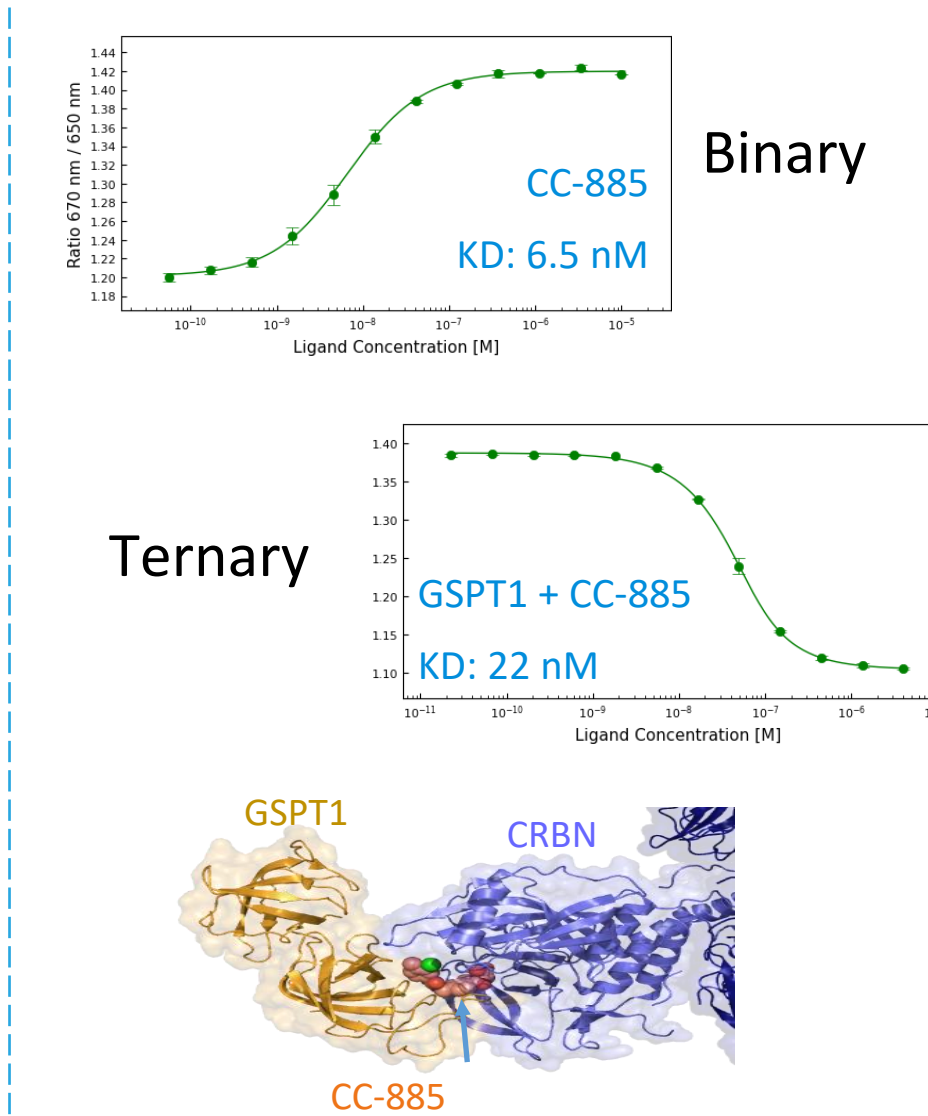 1.44
1.42
1.40
1.38
1.36
1.34
1.32
1.30
1.28
1.26
1.24
1.22
1.20
1.18
Ratio 670 nm / 650 nm
CC-885
KD: 6.5 nM
Binary
10⁻¹⁰ 10⁻⁹ 10⁻⁸ 10⁻⁷ 10⁻⁶ 10⁻⁵
Ligand Concentration [M]
Ternary
1.40
1.35
1.30
1.25
1.20
1.15
1.10
GSPT1 + CC-885
KD: 22 nM
10⁻¹¹ 10⁻¹⁰ 10⁻⁹ 10⁻⁸ 10⁻⁷ 10⁻⁶
Ligand Concentration [M]
GSPT1
CRBN
CC-885